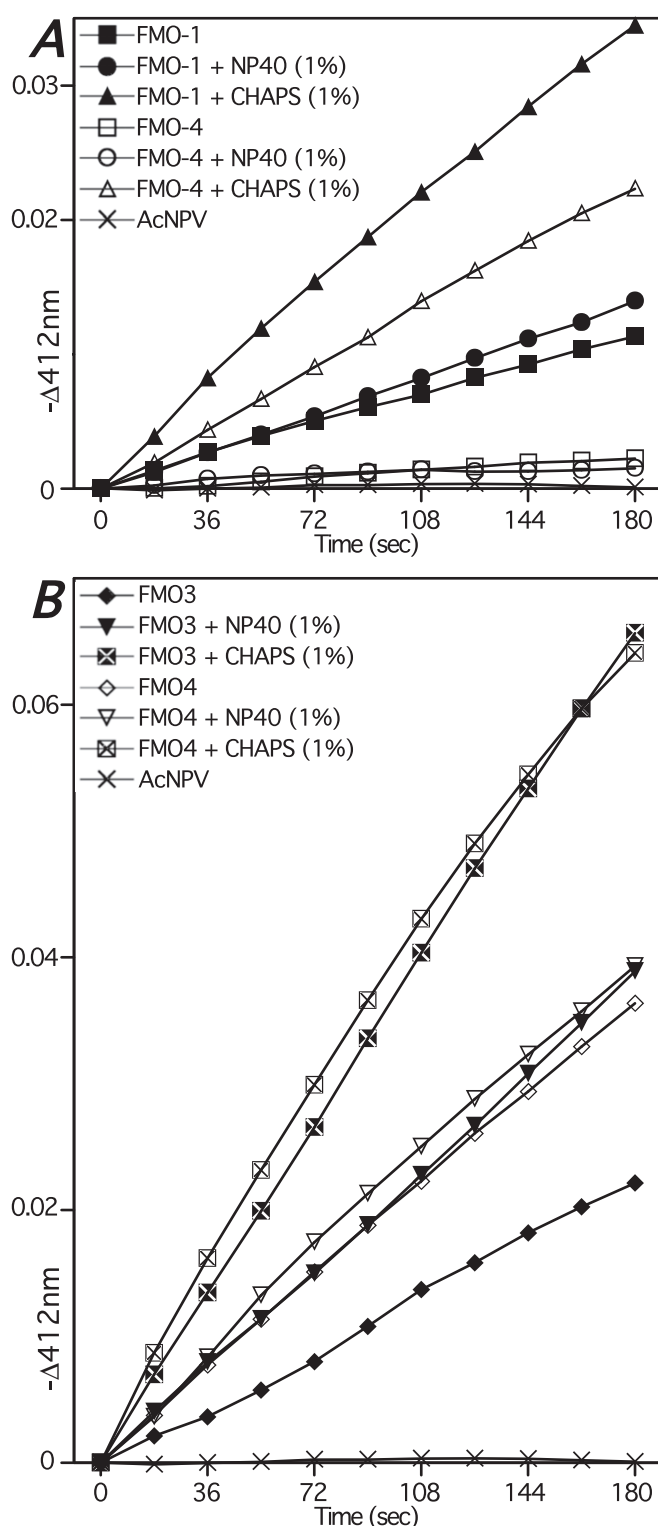 A
FMO-1
FMO-1 + NP40 (1%)
FMO-1 + CHAPS (1%)
FMO-4
FMO-4 + NP40 (1%)
FMO-4 + CHAPS (1%)
AcNPV
0.03
0.02
0
-Δ412nm
0 36 72 108 144 180
Time (sec)
B
FMO3
FMO3 + NP40 (1%)
FMO3 + CHAPS (1%)
FMO4
FMO4 + NP40 (1%)
FMO4 + CHAPS (1%)
AcNPV
0.06
0.04
0.02
0
-Δ412nm
0 36 72 108 144 180
Time (sec)